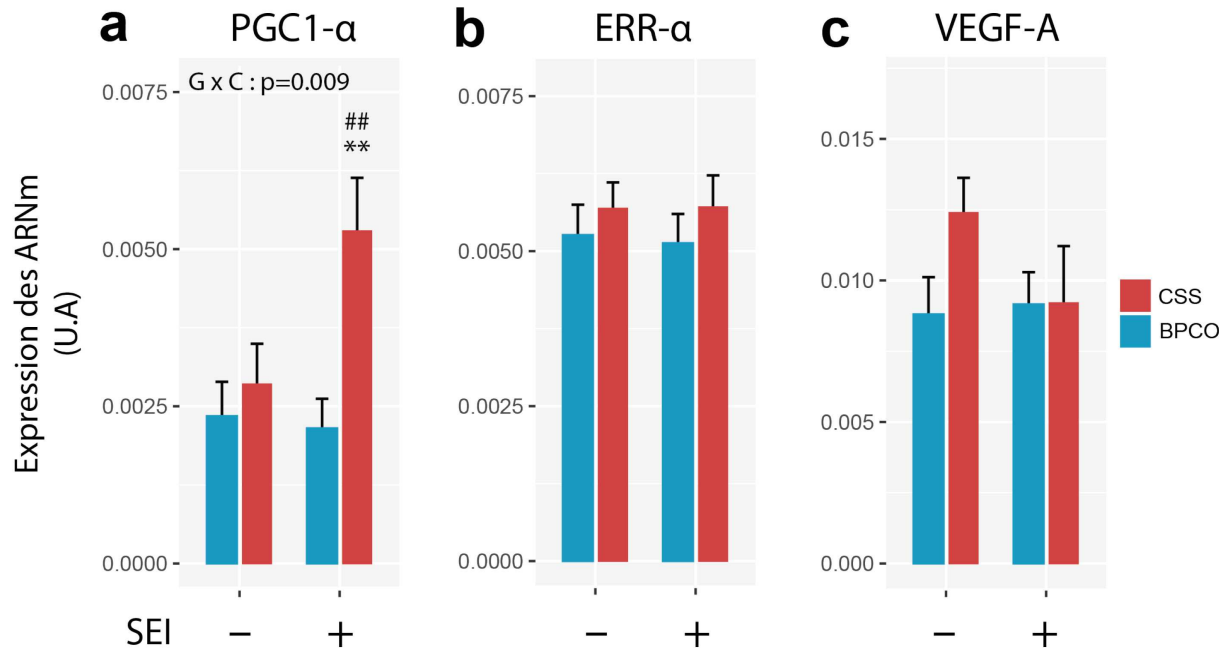 a PGC1-α
b ERR-α
c VEGF-A
G x C : p=0.009
##
**
Expression des ARNm
(U.A)
0.0075
0.0050
0.0025
0.0000
0.0075
0.0050
0.0025
0.0000
0.015
0.010
0.005
0.000
CSS
BPCO
SEI − + − + − +